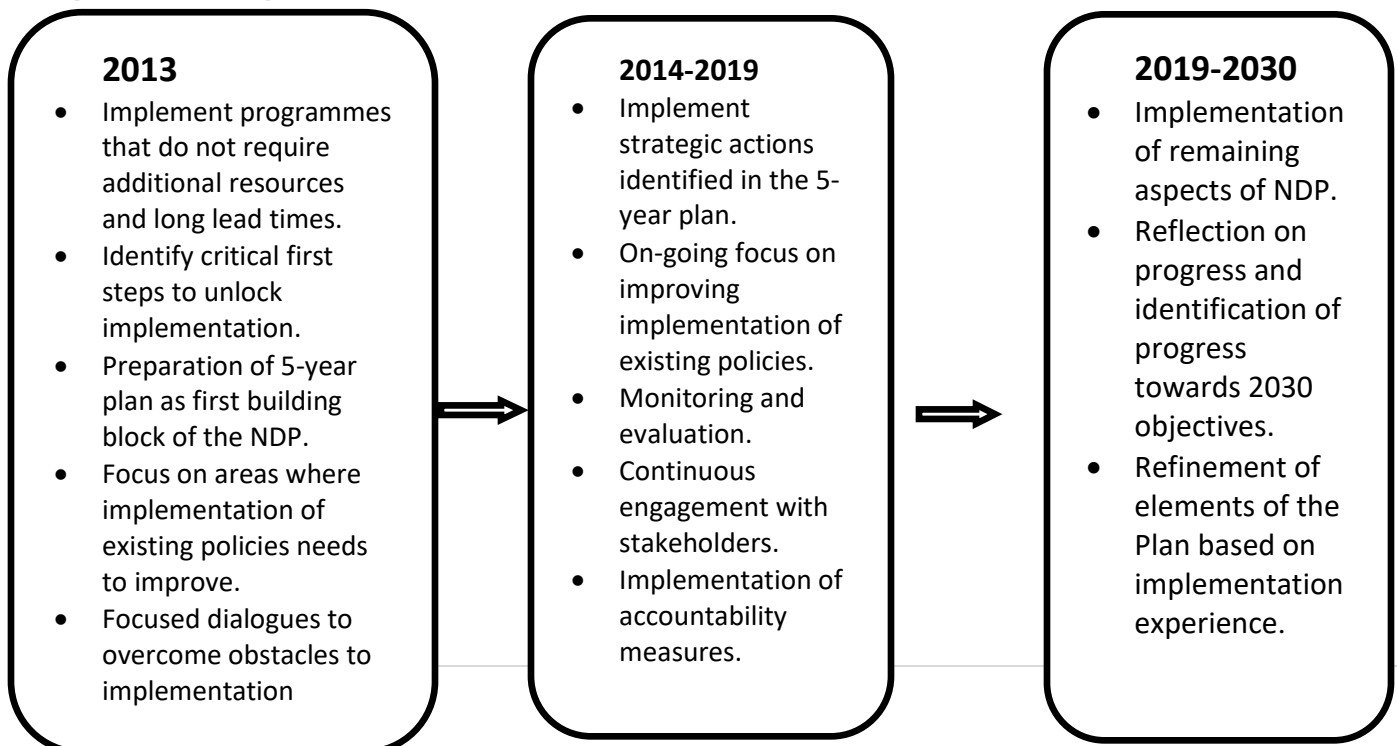 2013
• Implement programmes
that do not require
additional resources
and long lead times.
• Identify critical first
steps to unlock
implementation.
• Preparation of 5-year
plan as first building
block of the NDP.
• Focus on areas where
implementation of
existing policies needs
to improve.
• Focused dialogues to
overcome obstacles to
implementation
2014-2019
• Implement
strategic actions
identified in the 5-
year plan.
• On-going focus on
improving
implementation of
existing policies.
• Monitoring and
evaluation.
• Continuous
engagement with
stakeholders.
• Implementation of
accountability
measures.
2019-2030
• Implementation
of remaining
aspects of NDP.
• Reflection on
progress and
identification of
progress
towards 2030
objectives.
• Refinement of
elements of the
Plan based on
implementation
experience.